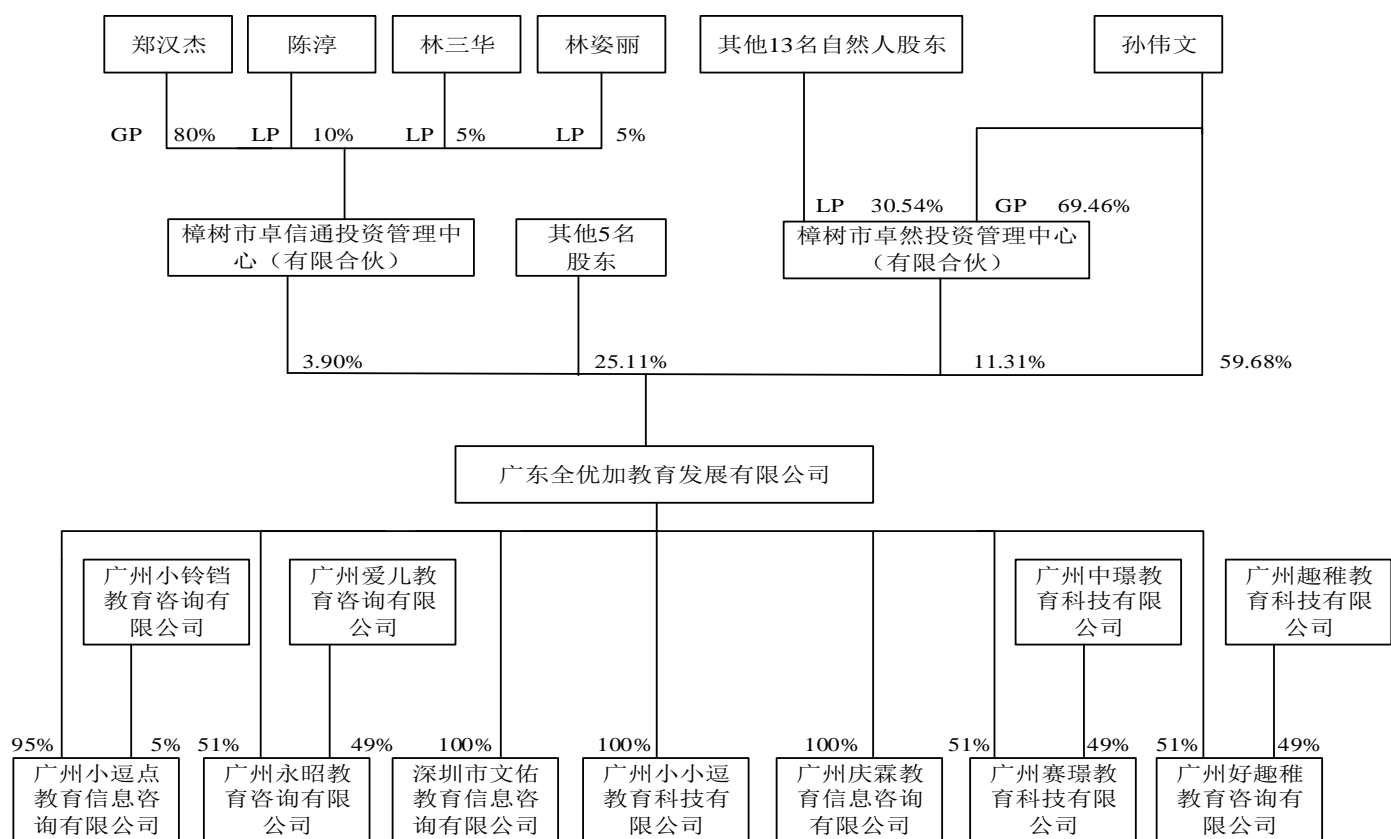 郑汉杰
陈淳
林三华
林姿丽
其他13名自然人股东
孙伟文
GP 80% LP 10% LP 5% LP 5%
LP 30.54% GP 69.46%
樟树市卓信通投资管理中
心（有限合伙）
其他5名
股东
樟树市卓然投资管理中心
（有限合伙）
3.90% 25.11% 11.31% 59.68%
广东全优加教育发展有限公司
广州小铃铛
教育咨询有
限公司
广州爱儿教
育咨询有限
公司
广州中璟教
育科技有限
公司
广州趣稚教
育科技有限
公司
95% 5% 51% 49% 100% 100% 100% 51% 49% 51% 49%
广州小逗点
教育信息咨
询有限公司
广州永昭教
育咨询有限
公司
深圳市文佑
教育信息咨
询有限公司
广州小小逗
教育科技有
限公司
广州庆霖教
育信息咨询
有限公司
广州赛璟教
育科技有限
公司
广州好趣稚
教育咨询有
限公司